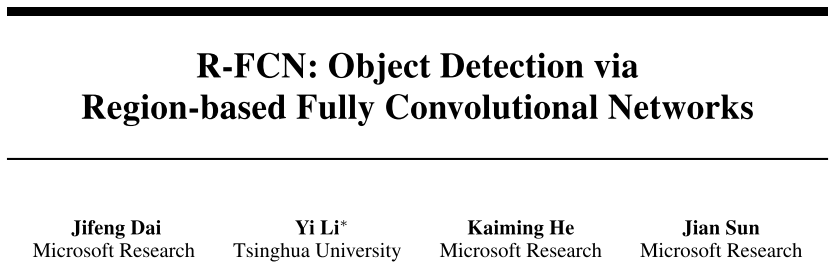 R-FCN: Object Detection via
Region-based Fully Convolutional Networks
Jifeng Dai Yi Li* Kaiming He Jian Sun
Microsoft Research Tsinghua University Microsoft Research Microsoft Research